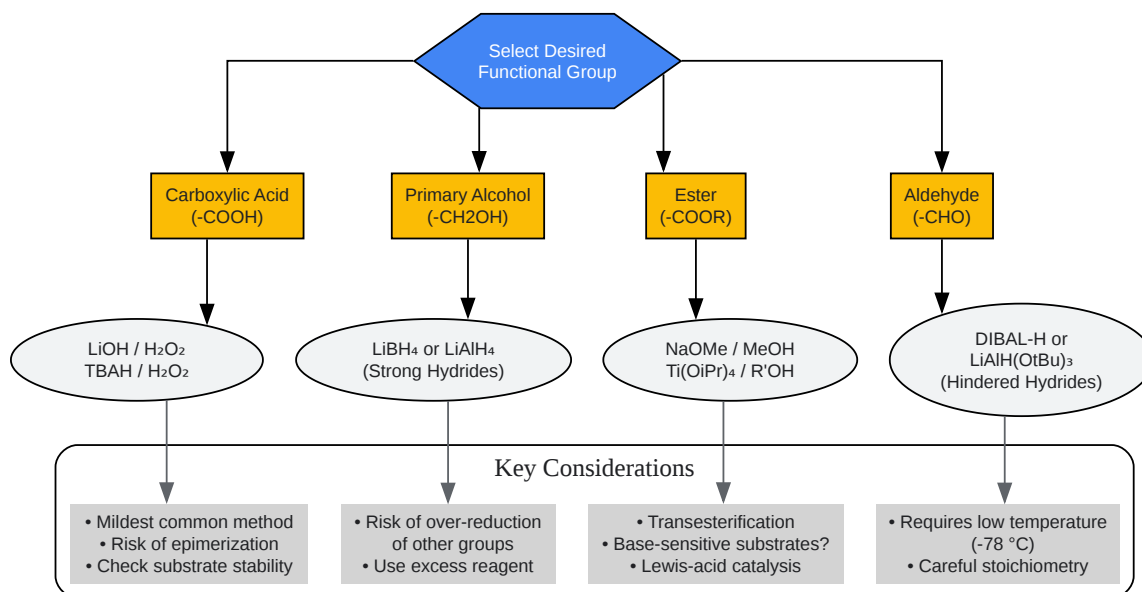 Select Desired
Functional Group
Carboxylic Acid
(-COOH)
Primary Alcohol
(-CH2OH)
Ester
(-COOR)
Aldehyde
(-CHO)
LiOH / H₂O₂
TBAH / H₂O₂
LiBH₄ or LiAlH₄
(Strong Hydrides)
NaOMe / MeOH
Ti(OiPr)₄ / R'OH
DIBAL-H or
LiAlH(OtBu)₃
(Hindered Hydrides)
Key Considerations
• Mildest common method
• Risk of epimerization
• Check substrate stability
• Risk of over-reduction
of other groups
• Use excess reagent
• Transesterification
• Base-sensitive substrates?
• Lewis-acid catalysis
• Requires low temperature
(-78 °C)
• Careful stoichiometry